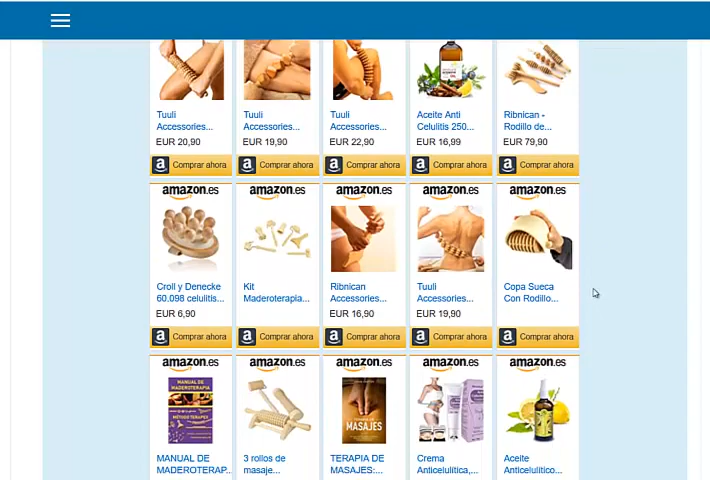 Tuuli
Accessories...
EUR 20,90
Comprar ahora
Tuuli
Accessories...
EUR 19,90
Comprar ahora
Tuuli
Accessories...
EUR 22,90
Comprar ahora
Aceite Anti
Celulitis 250...
EUR 16,99
Comprar ahora
Ribnican -
Rodillo de...
EUR 79,90
Comprar ahora
amazon.es
Croll y Denecke
60.098 celulitis...
EUR 6,90
Comprar ahora
amazon.es
Kit
Maderoterapia...
Comprar ahora
amazon.es
Ribnican
Accessories...
EUR 16,90
Comprar ahora
amazon.es
Tuuli
Accessories...
EUR 19,90
Comprar ahora
amazon.es
Copa Sueca
Con Rodillo...
Comprar ahora
amazon.es
MANUAL DE
MADEROTERAPIA
MANUAL DE
MADEROTERAP...
amazon.es
3 rollos de
masaje...
amazon.es
MASAJES
TERAPIA DE
MASAJES:...
amazon.es
Crema
Anticelulítica,...
amazon.es
Aceite
Anticelulitico...